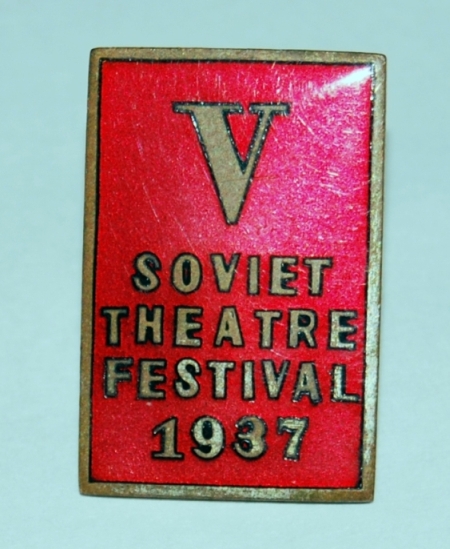 V
SOVIET
THEATRE
FESTIVAL
1937